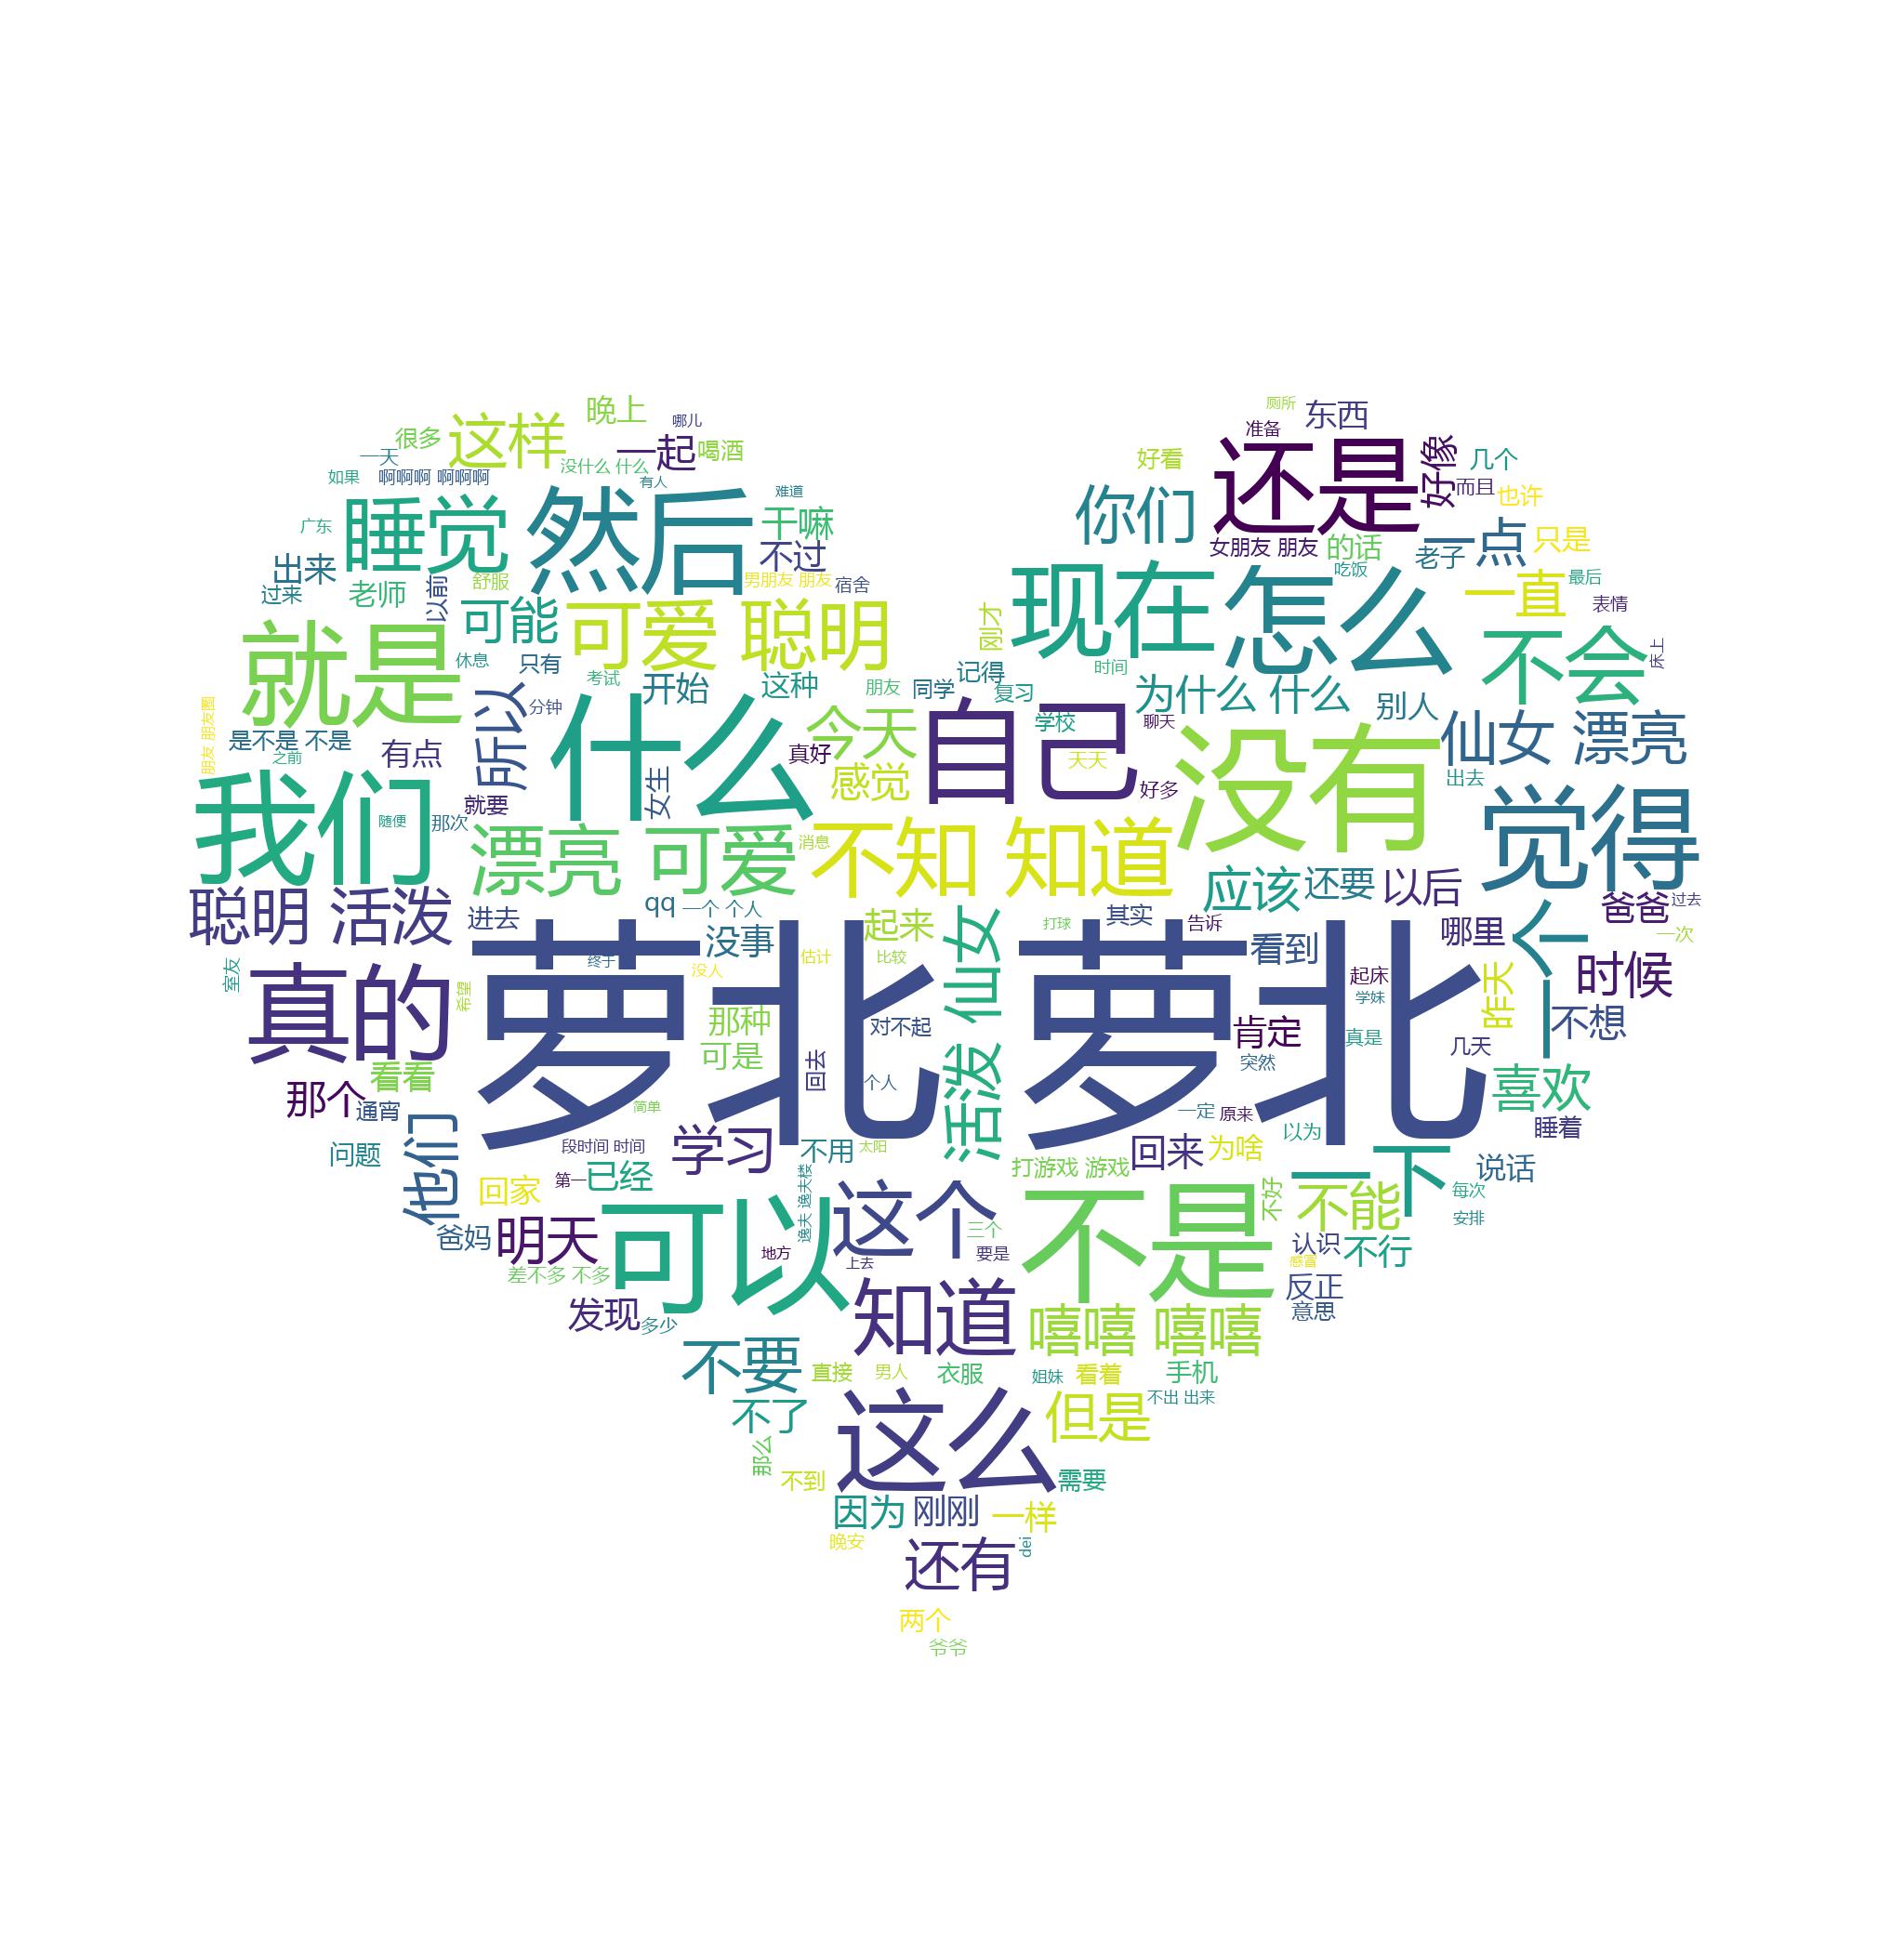 晚上
厕所
东西
哪儿
很多
这样
一起
喝酒
准备
还是
好像
一天
没什么 什么
好看
几个
如果
啊啊啊 啊啊啊
有人
难道
你们
而且
也许
睡觉
然后
干嘛
广东
不过
女朋友 朋友
的话
老子
一点
只是
出来
吃饭
现在
怎么
过来
老师
以前
舒服
男朋友 朋友
宿舍
一直
最后
表情
可能
可爱 聪明
刚才
不会
床上
就是
休息
只有
考试
开始
这种
朋友
同学
记得
复习
时间
为什么 什么
别人
所以
分钟
什么
今天
自己
学校
聊天
没有
仙女 漂亮
朋友 朋友圈
是不是 不是
之前
有点
真好
天天
感觉
好多
出去
女生
我们
随便
那次
就要
漂亮 可爱
消息
不知 知道
觉得
应该
还要
以后
聪明 活泼
进去
qq
一个 个人
起来
打球
其实
告诉
哪里
一个
爸爸
过去
一次
没事
看到
室友
真的
希望
萝北 萝北
终于
没人
估计
比较
活泼 仙女
起床
学妹
昨天
时候
那种
对不起
肯定
真是
不想
可是
回去
个人
突然
几天
看看
那个
通宵
简单
一定
原来
喜欢
睡着
他们
问题
段时间 时间
学习
不用
太阳
以为
回来
为啥
打游戏 游戏
一下
说话
回家
第一
已经
逸夫 逸夫楼
不好
不能
每次
安排
爸妈
明天
可以
这个
三个
不是
认识
不行
地方
上去
要是
差不多 不多
反正
意思
发现
多少
知道
嘻嘻 嘻嘻
不要
直接
男人
衣服
姐妹
看着
手机
不了
这么
但是
不出 出来
那么
不到
需要
因为
刚刚
一样
晚安
还有
dei
两个
爷爷